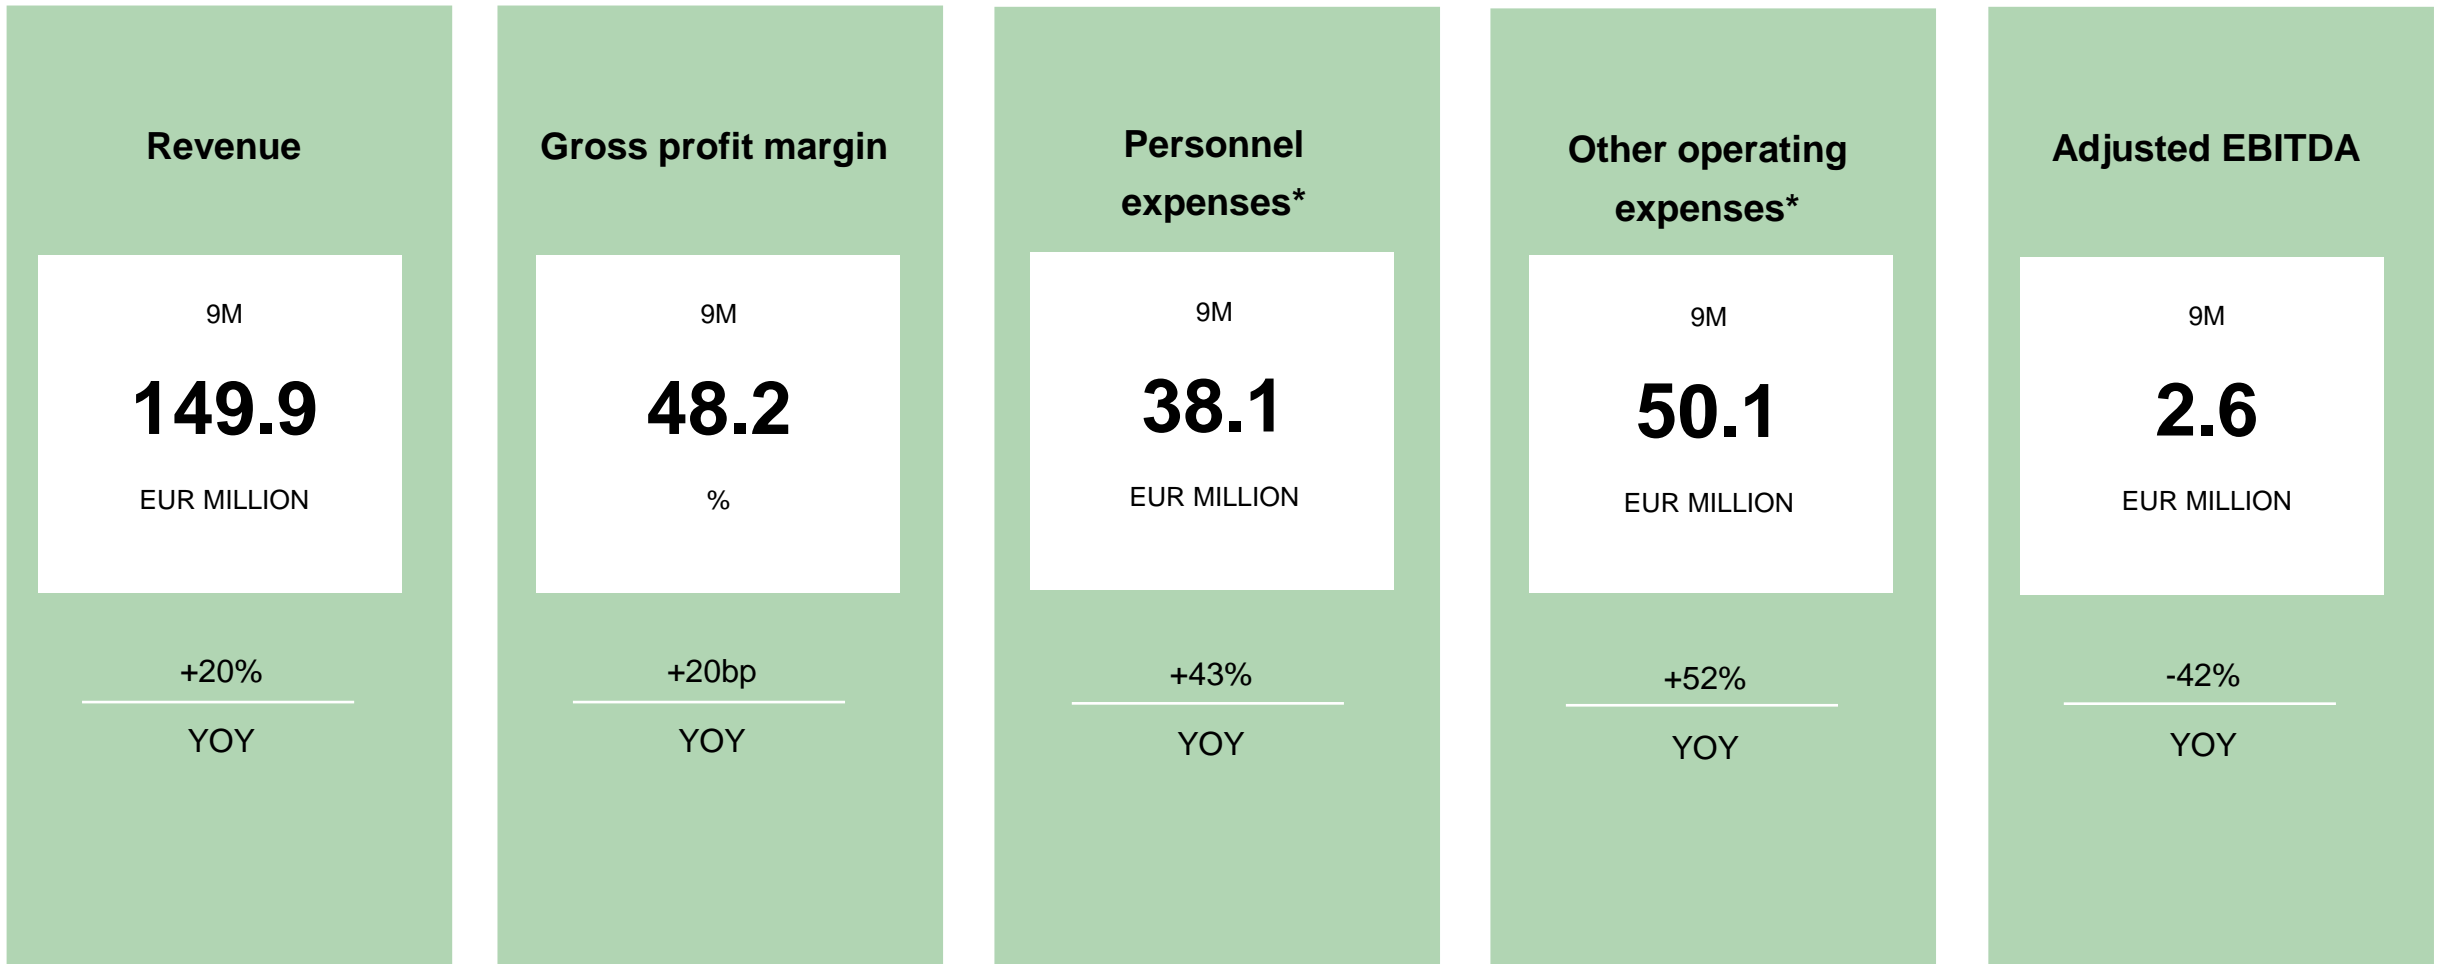 Revenue
9M
149.9
EUR MILLION
+20%
YOY
Gross profit margin
9M
48.2
%
+20bp
YOY
Personnel
expenses*
9M
38.1
EUR MILLION
+43%
YOY
Other operating
expenses*
9M
50.1
EUR MILLION
+52%
YOY
Adjusted EBITDA
9M
2.6
EUR MILLION
-42%
YOY